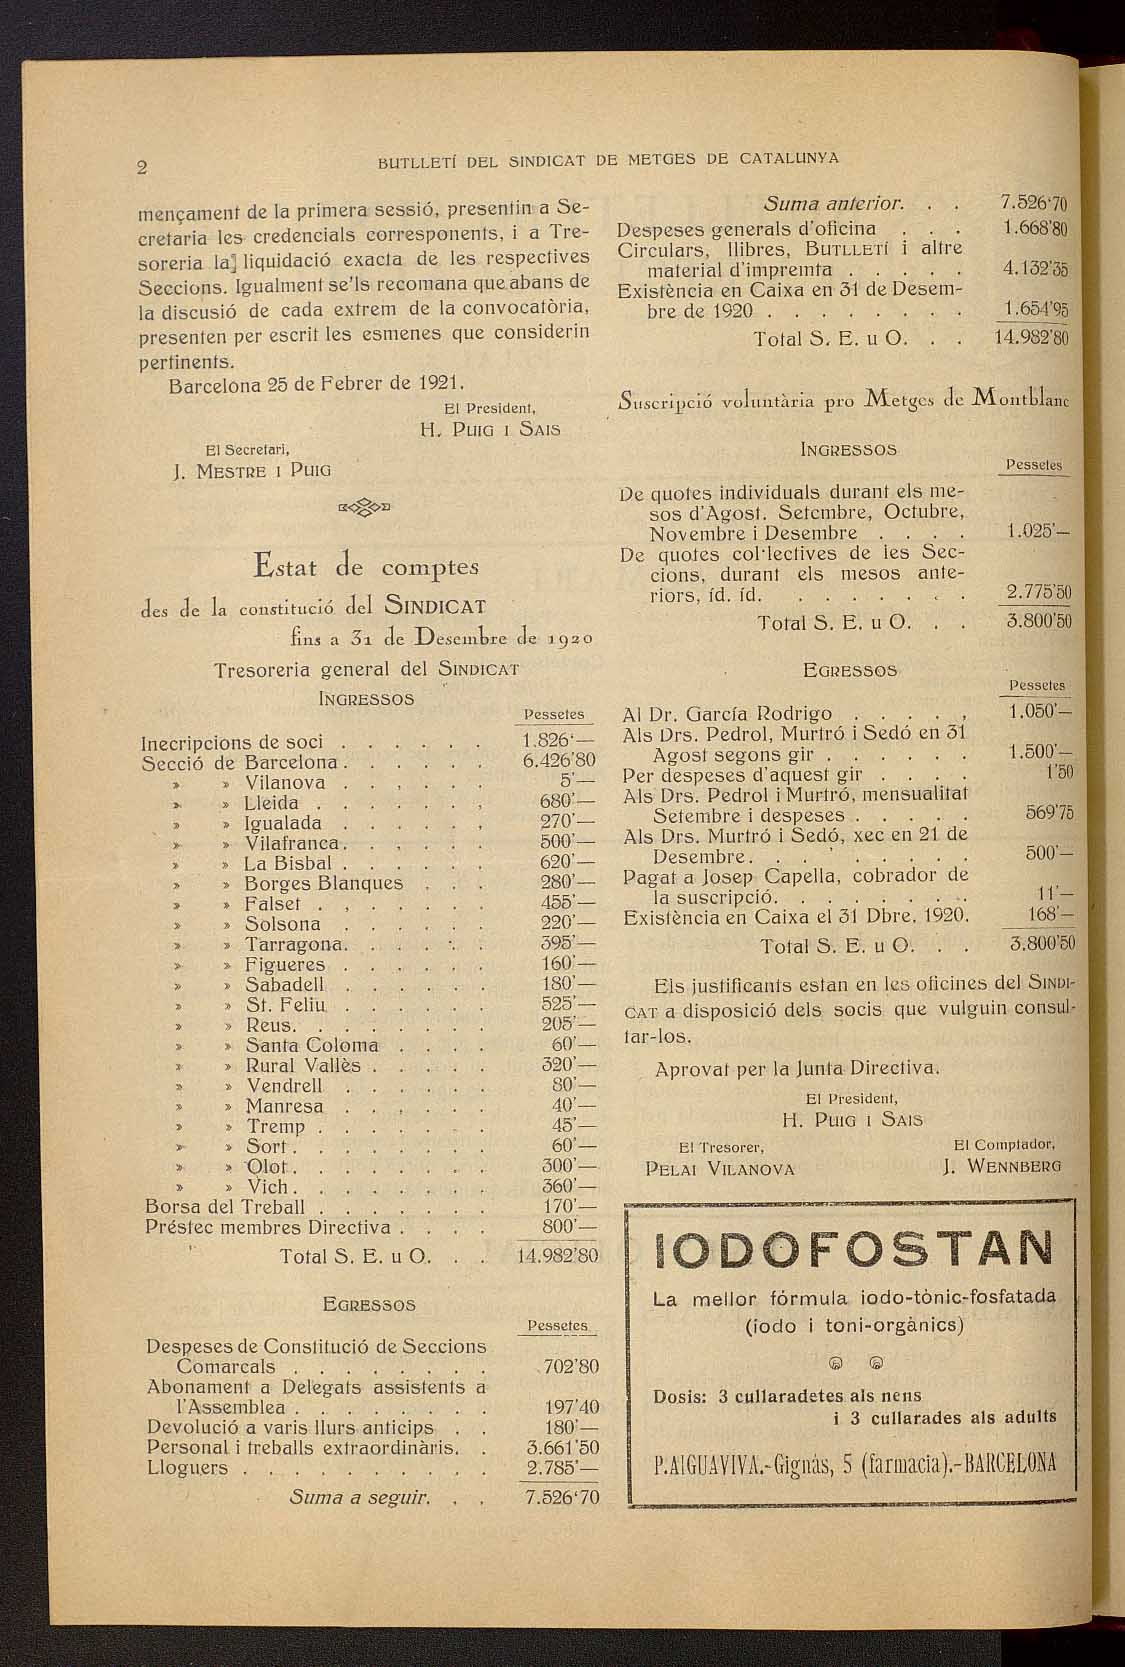 2
BUTLLETÍ DEL SINDICAT DE METGES DE CATALUNYA
mençament de la primera sessió, presentin a Se-
cretaria les credencials corresponents, i a Tre-
soreria la] liquidació exacta de les respectives
Seccions. Igualment se'ls recomana que abans de
la discusió de cada extrem de la convocatòria,
presenten per escrit les esmenes que considerin
pertinents.
Barcelona 25 de Febrer de 1921.
El President,
H. PUIG I SAIS
El Secretari,
J. MESTRE I PUIG
Estat de comptes
des de la constitució del SINDICAT
fins a 31 de Desembre de 1920
Tresoreria general del SINDICAT
INGRESSOS
Pessetes
Inecripcions de soci . . . . . . 1.826'—
Secció de Barcelona . . . . . . 6.426'80
» » Vilanova . . . . . . 5'—
» » Lleida . . . . . . . 680'—
» » Igualada . . . . . . 270'—
» » Vilafranca . . . . . . 500'—
» » La Bisbal . . . . . . 620'—
» » Borges Blanques . . . 280'—
» » Falset . . . . . . . 455'—
» » Solsona . . . . . . 220'—
» » Tarragona. . . . . . 395'—
» » Figueres . . . . . . 160'—
» » Sabadell . . . . . . 180'—
» » St. Feliu . . . . . . 525'—
» » Reus. . . . . . . . 205'—
» » Santa Coloma . . . . 60'—
» » Rural Vallès . . . . . 320'—
» » Vendrell . . . . . . 80'—
» » Manresa . . . . . . 40'—
» » Tremp . . . . . . . 45'—
» » Sort . . . . . . . . 60'—
» » Olot . . . . . . . . 300'—
» » Vich . . . . . . . . 360'—
Borsa del Treball . . . . . . . 170'—
Préstec membres Directiva . . . . 800'—
Total S. E. u O. . . 14.982'80
EGRESSOS
Pessetes
Despeses de Constitució de Seccions
Comarcals . . . . . . . . 702'80
Abonament a Delegats assistents a
l'Assemblea . . . . . . . . 197'40
Devolució a varis llurs anticips . . 180'—
Personal i treballs extraordinàris. . 3.661'50
Lloguers . . . . . . . . . . 2.785'—
Suma a seguir. . . 7.526'70
Suma anterior. . . 7.526'70
Despeses generals d'oficina . . . 1.668'80
Circulars, llibres, BUTLLETÍ i altre
material d'impremta . . . . . 4.132'35
Existència en Caixa en 31 de Desem-
bre de 1920 . . . . . . . . 1.654'95
Total S. E. u O. . . 14.982'80
Suscripció voluntària pro Metges de Montblanc
INGRESSOS
Pessetes
De quotes individuals durant els me-
sos d'Agost, Setembre, Octubre,
Novembre i Desembre . . . . 1.025'—
De quotes col·lectives de les Sec-
cions, durant els mesos ante-
riors, íd. íd. . . . . . . . . 2.775'50
Total S. E. u O. . . 3.800'50
EGRESSOS
Pessetes
Al Dr. García Rodrigo . . . . . 1.050'—
Als Drs. Pedrol, Murtró i Sedó en 31
Agost segons gir . . . . . . 1.500'—
Per despeses d'aquest gir . . . . 1'50
Als Drs. Pedrol i Murtró, mensualitat
Setembre i despeses . . . . . 569'75
Als Drs. Murtró i Sedó, xec en 21 de
Desembre. . . . . . . . . 500'—
Pagat a Josep Capella, cobrador de
la suscripció. . . . . . . . . 11'—
Existència en Caixa el 31 Dbre. 1920. 168'—
Total S. E. u O. . . 3.800'50
Els justificants estan en les oficines del SINDI-
CAT a disposició dels socis que vulguin consul-
tar-los.
Aprovat per la Junta Directiva.
El President,
H. PUIG I SAIS
El Tresorer,
El Comptador,
PELAI VILANOVA
J. WENNBERG
IODOFOSTAN
La mellor fórmula iodo-tònic-fosfatada
(iodo i toni-orgànics)
Dosis: 3 cullaradetes als nens
i 3 cullarades als adults
P. AIGUAVIVA.-Gignás, 5 (farmacia).-BARCELONA